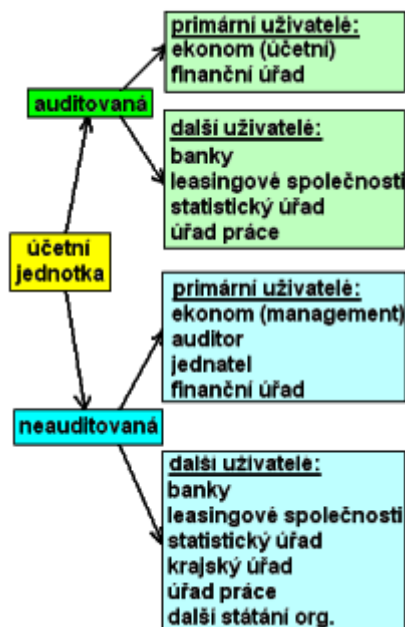 primární uživatelé:
ekonom (účetní)
finanční úřad
auditovaná
další uživatelé:
banky
leasingové společnosti
statistický úřad
úřad práce
účetní
jednotka
primární uživatelé:
ekonom (management)
auditor
jednatel
finanční úřad
neauditovaná
další uživatelé:
banky
leasingové společnosti
statistický úřad
krajský úřad
úřad práce
další státání org.